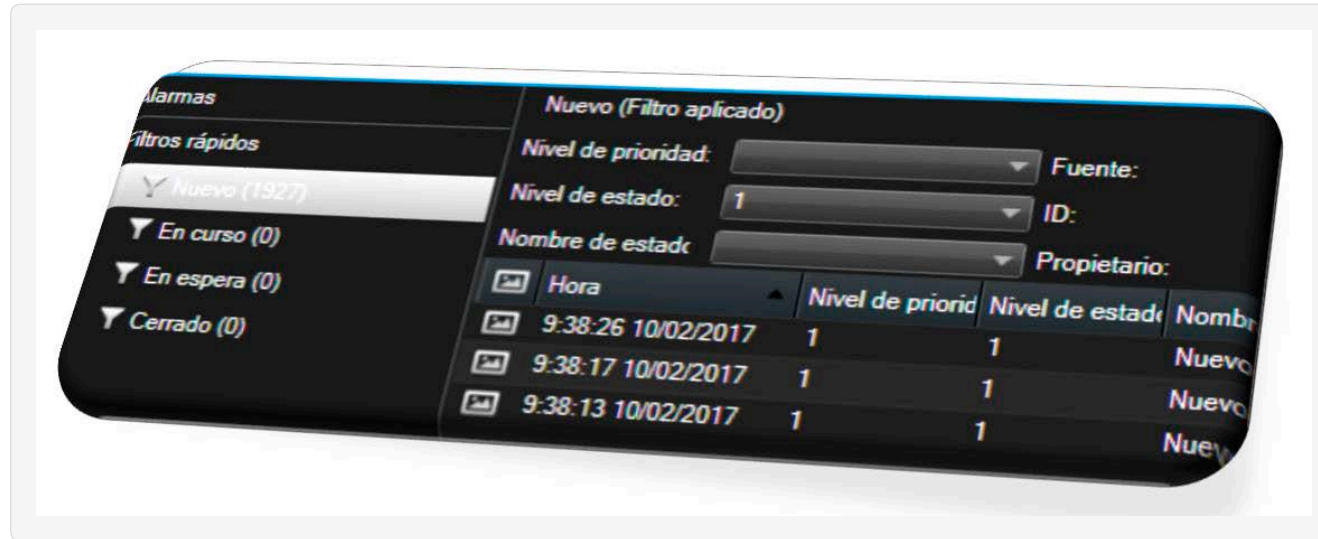 Alarmas
Filtros rápidos
Nuevo (1927)
En curso (0)
En espera (0)
Cerrado (0)
Nuevo (Filtro aplicado)
Nivel de prioridad: Fuente:
Nivel de estado: 1 ID:
Nombre de estadc Propietario:
Hora Nivel de priorid Nivel de estad Nombr
9:38:26 10/02/2017 1 1 Nuevo
9:38:17 10/02/2017 1 1 Nuevo
9:38:13 10/02/2017 1 1 Nuev